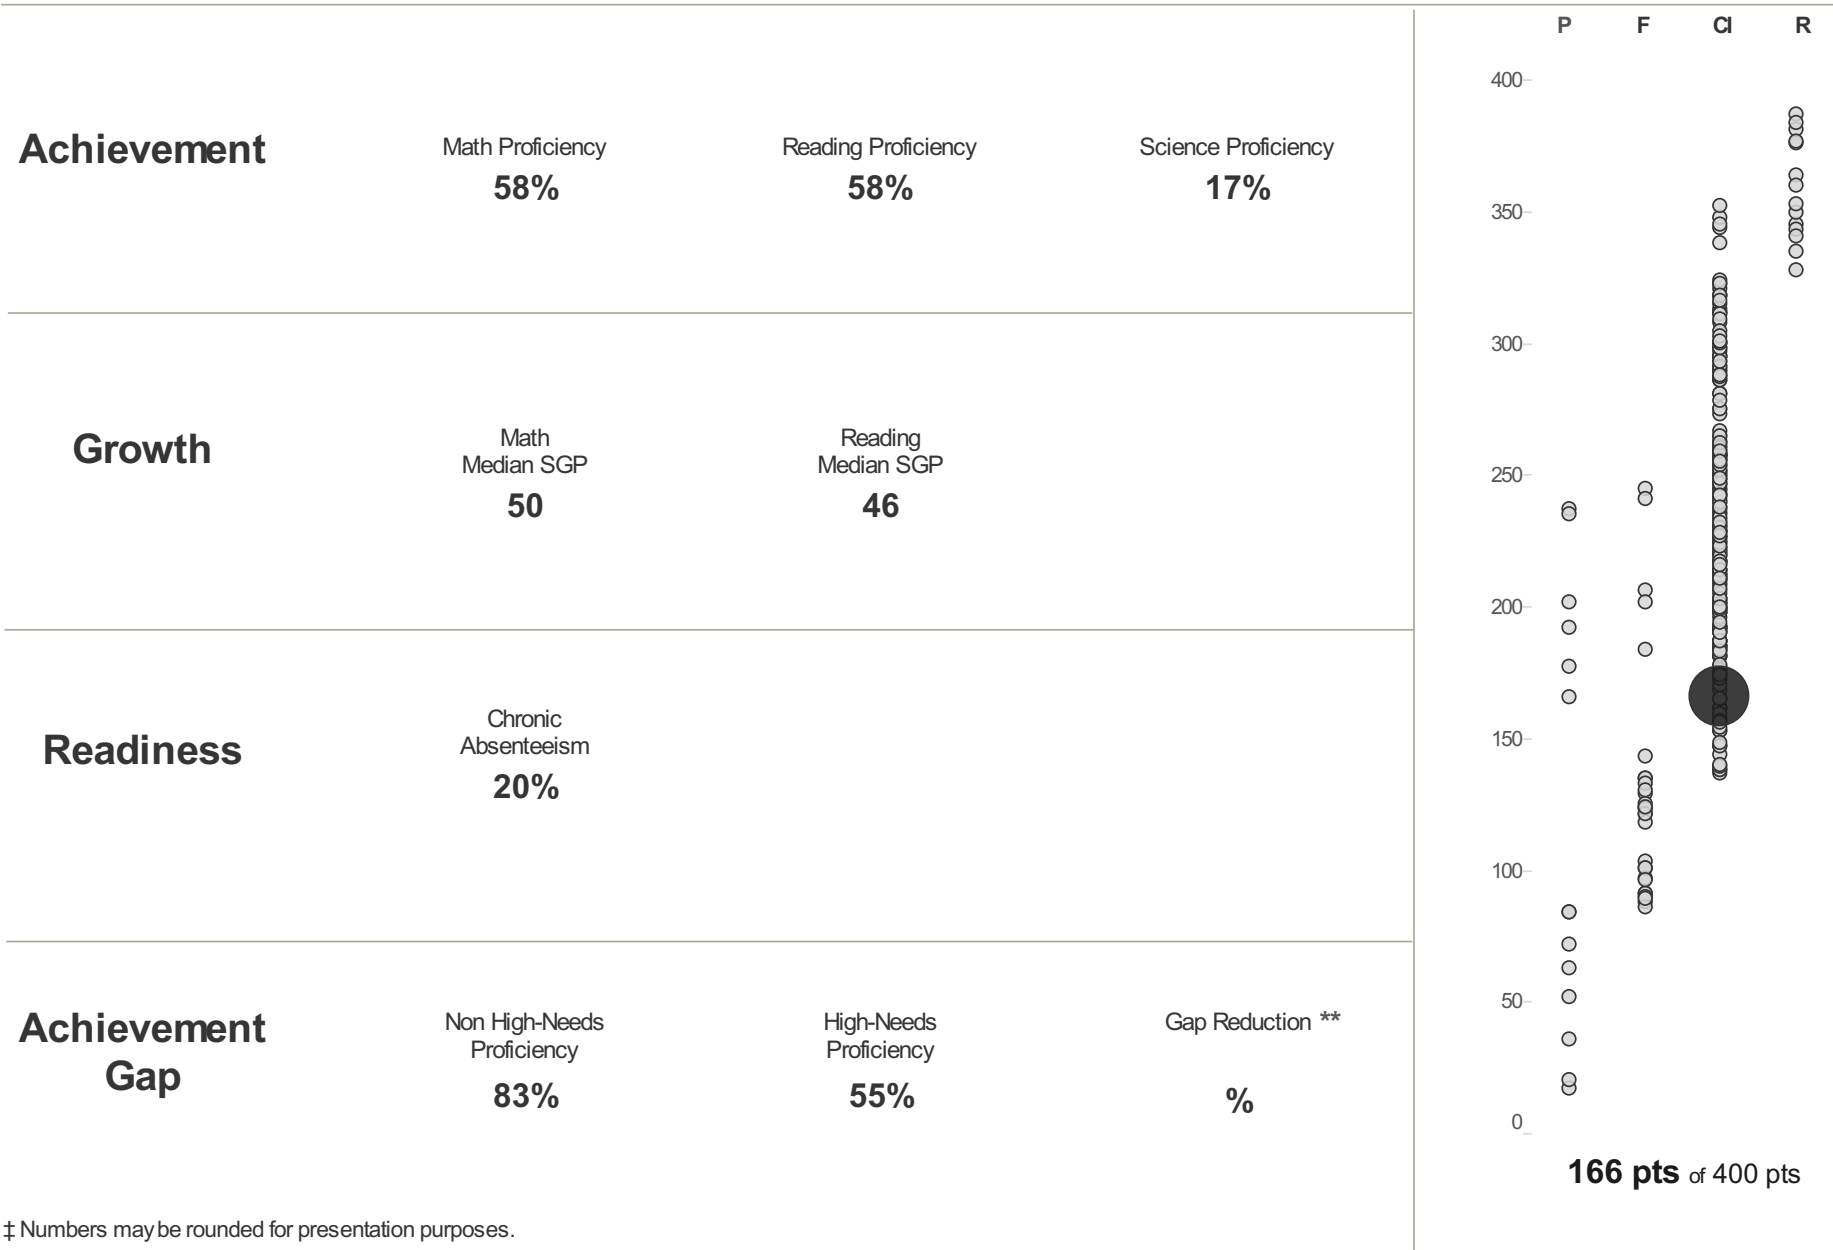 Achievement
Math Proficiency
58%
Reading Proficiency
58%
Science Proficiency
17%
Growth
Math
Median SGP
50
Reading
Median SGP
46
Readiness
Chronic
Absenteeism
20%
Achievement
Gap
Non High-Needs
Proficiency
83%
High-Needs
Proficiency
55%
Gap Reduction **
%
‡ Numbers may be rounded for presentation purposes.
P F CI R
400
350
300
250
200
150
100
50
0
166 pts of 400 pts